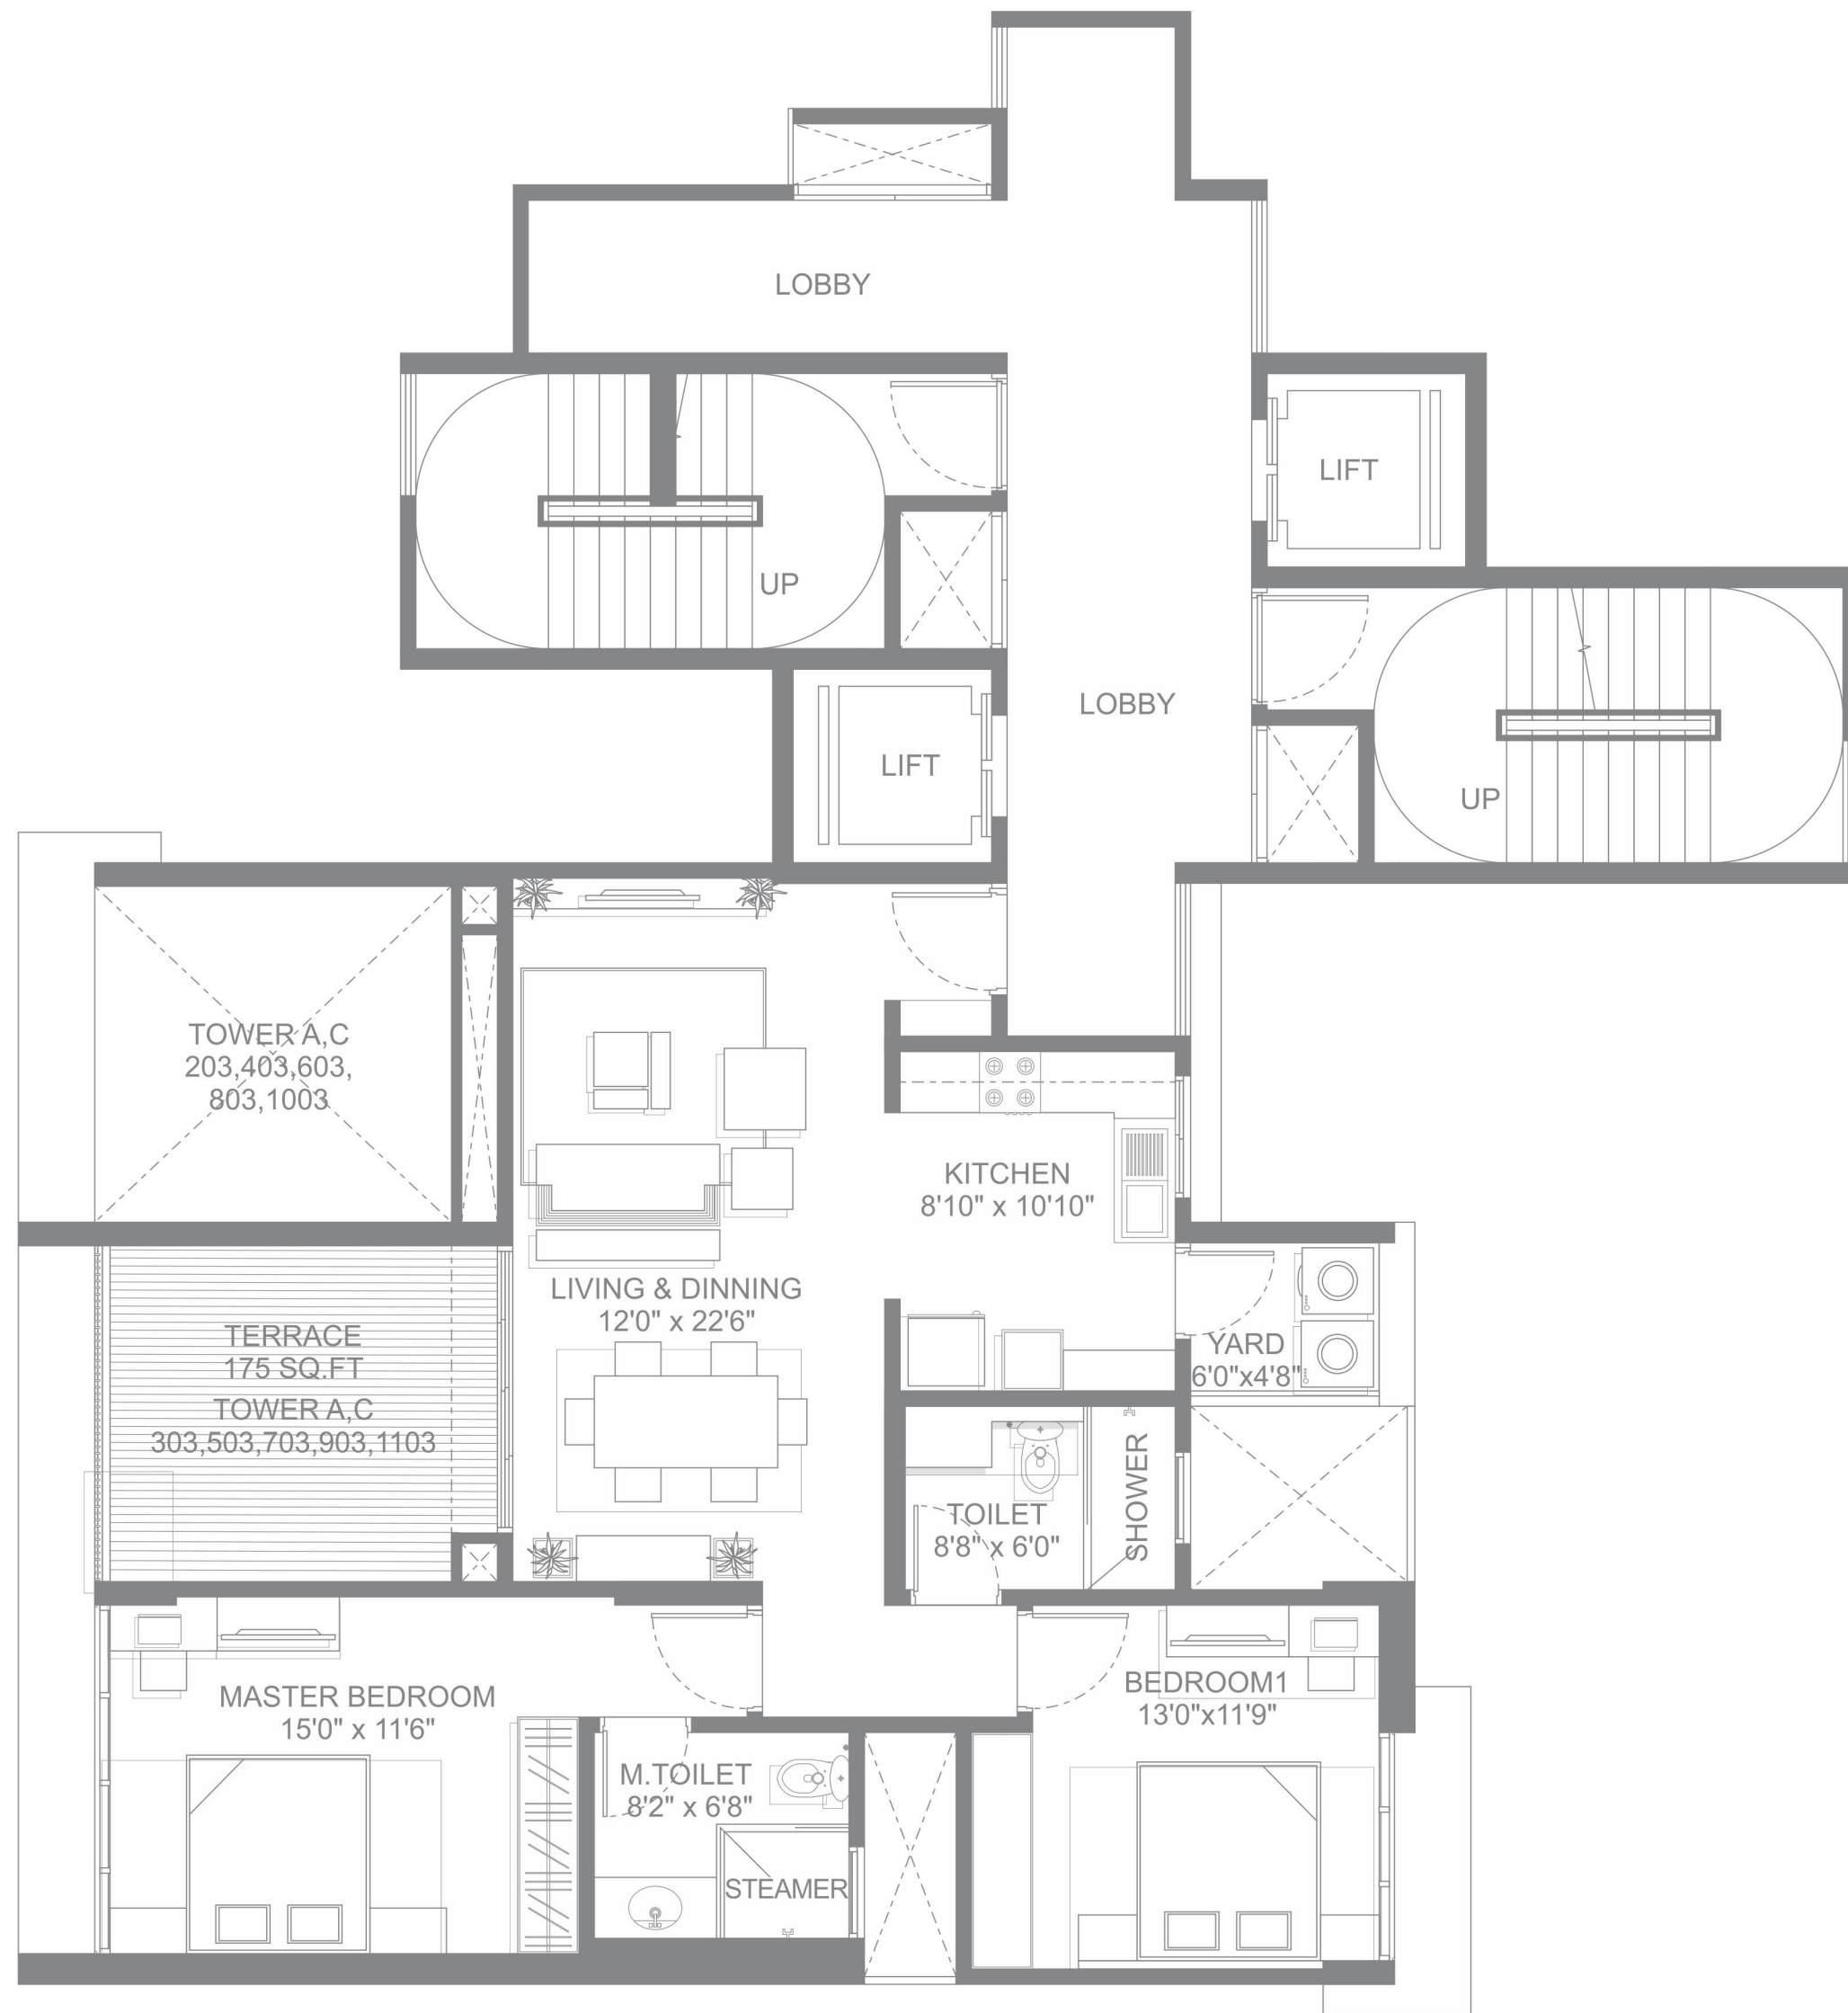 LOBBY
LIFT
UP
LOBBY
LIFT
UP
TOWER A,C
203,403,603,
803,1003
KITCHEN
8'10" x 10'10"
LIVING & DINNING
12'0" x 22'6"
TERRACE
175 SQ.FT
TOWER A,C
303,503,703,903,1103
YARD
6'0"x4'8"
SHOWER
TOILET
8'8" x 6'0"
MASTER BEDROOM
15'0" x 11'6"
BEDROOM1
13'0"x11'9"
M.TOILET
8'2" x 6'8"
STEAMER